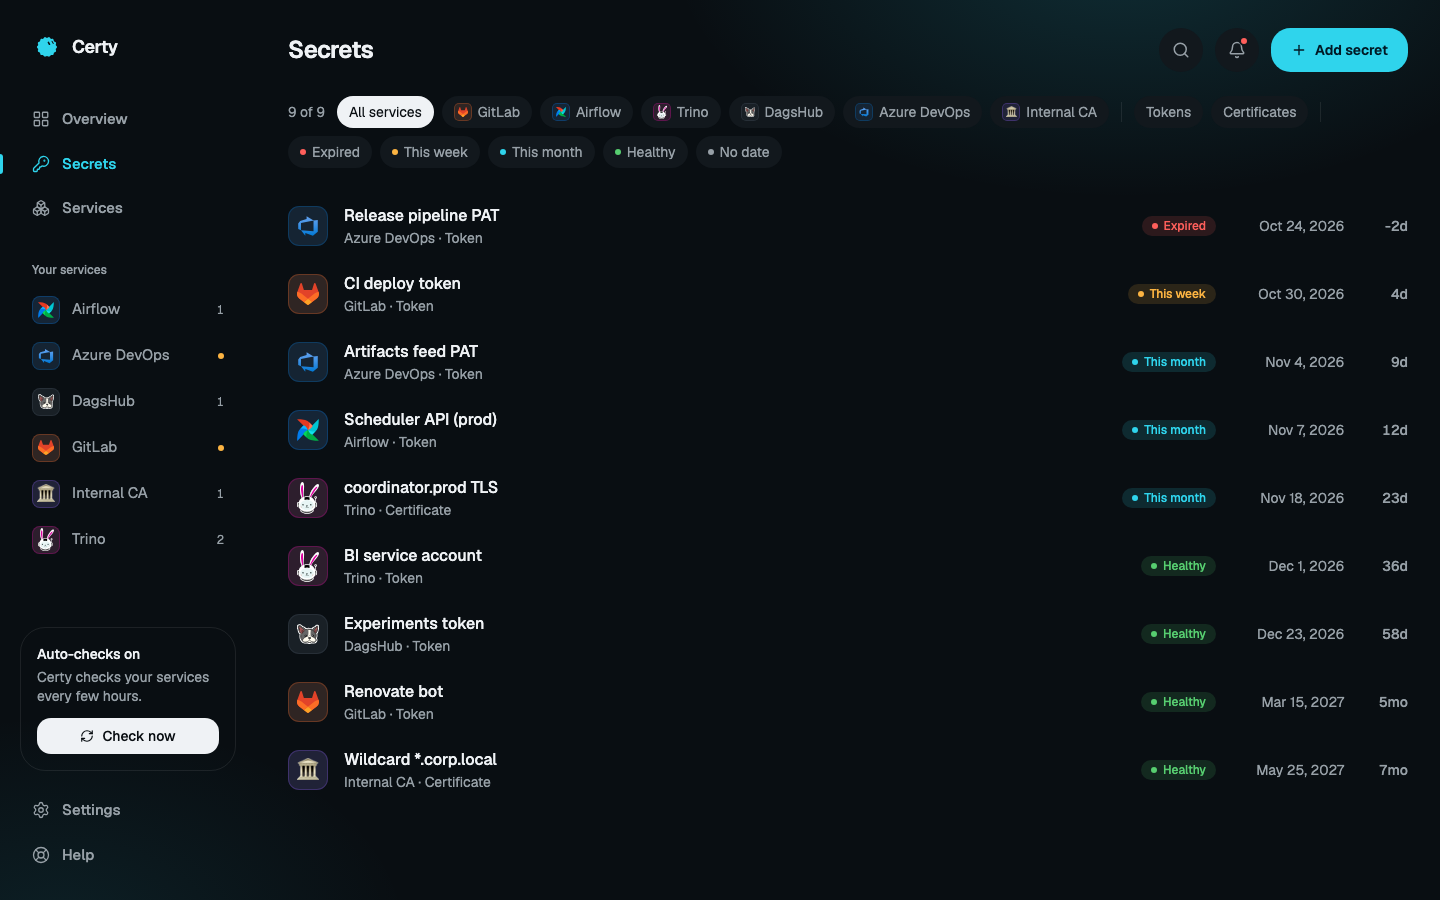 Certy
Overview
Secrets
Services
Your services
Airflow 1
Azure DevOps
DagsHub 1
GitLab
Internal CA 1
Trino 2
Auto-checks on
Certy checks your services
every few hours.
Check now
Settings
Help
Secrets
Add secret
9 of 9 All services GitLab Airflow Trino DagsHub Azure DevOps Internal CA Tokens Certificates
Expired This week This month Healthy No date
Release pipeline PAT
Azure DevOps · Token
Expired Oct 24, 2026 -2d
CI deploy token
GitLab · Token
This week Oct 30, 2026 4d
Artifacts feed PAT
Azure DevOps · Token
This month Nov 4, 2026 9d
Scheduler API (prod)
Airflow · Token
This month Nov 7, 2026 12d
coordinator.prod TLS
Trino · Certificate
This month Nov 18, 2026 23d
BI service account
Trino · Token
Healthy Dec 1, 2026 36d
Experiments token
DagsHub · Token
Healthy Dec 23, 2026 58d
Renovate bot
GitLab · Token
Healthy Mar 15, 2027 5mo
Wildcard *.corp.local
Internal CA · Certificate
Healthy May 25, 2027 7mo